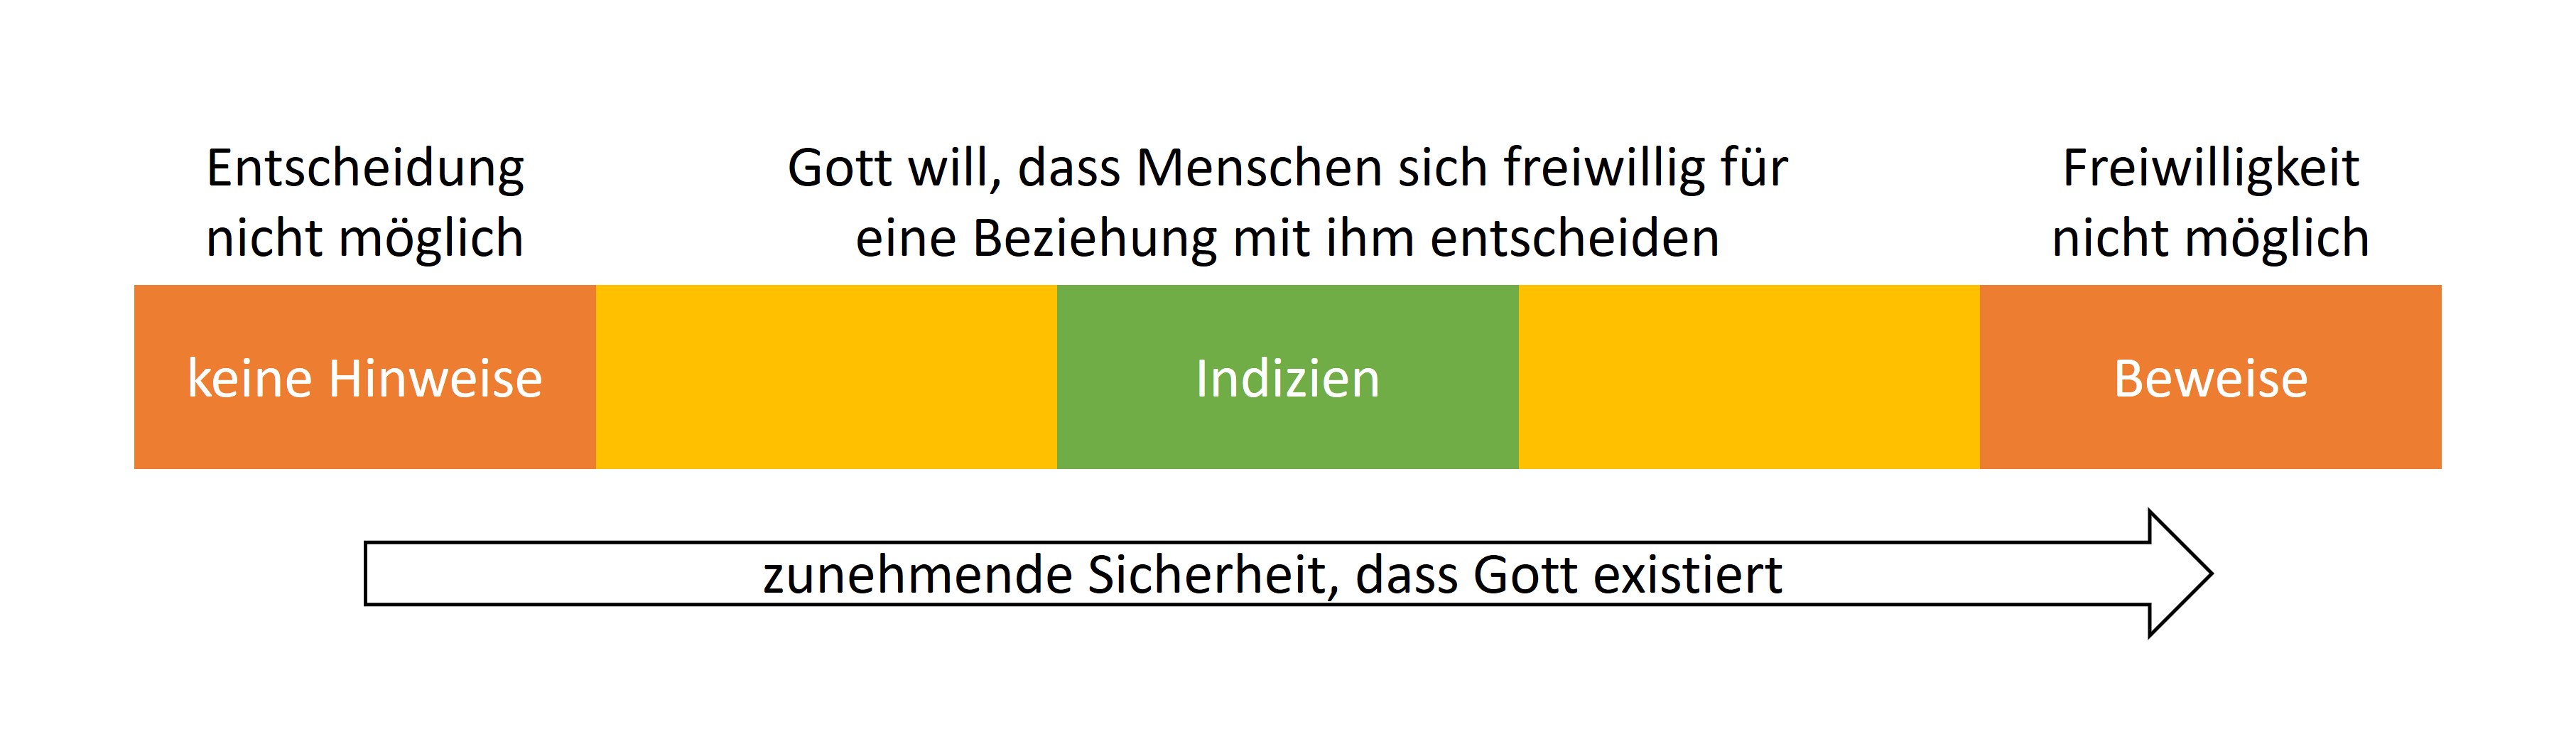 Entscheidung
nicht möglich
Gott will, dass Menschen sich freiwillig für
eine Beziehung mit ihm entscheiden
Freiwilligkeit
nicht möglich
keine Hinweise
Indizien
Beweise
zunehmende Sicherheit, dass Gott existiert